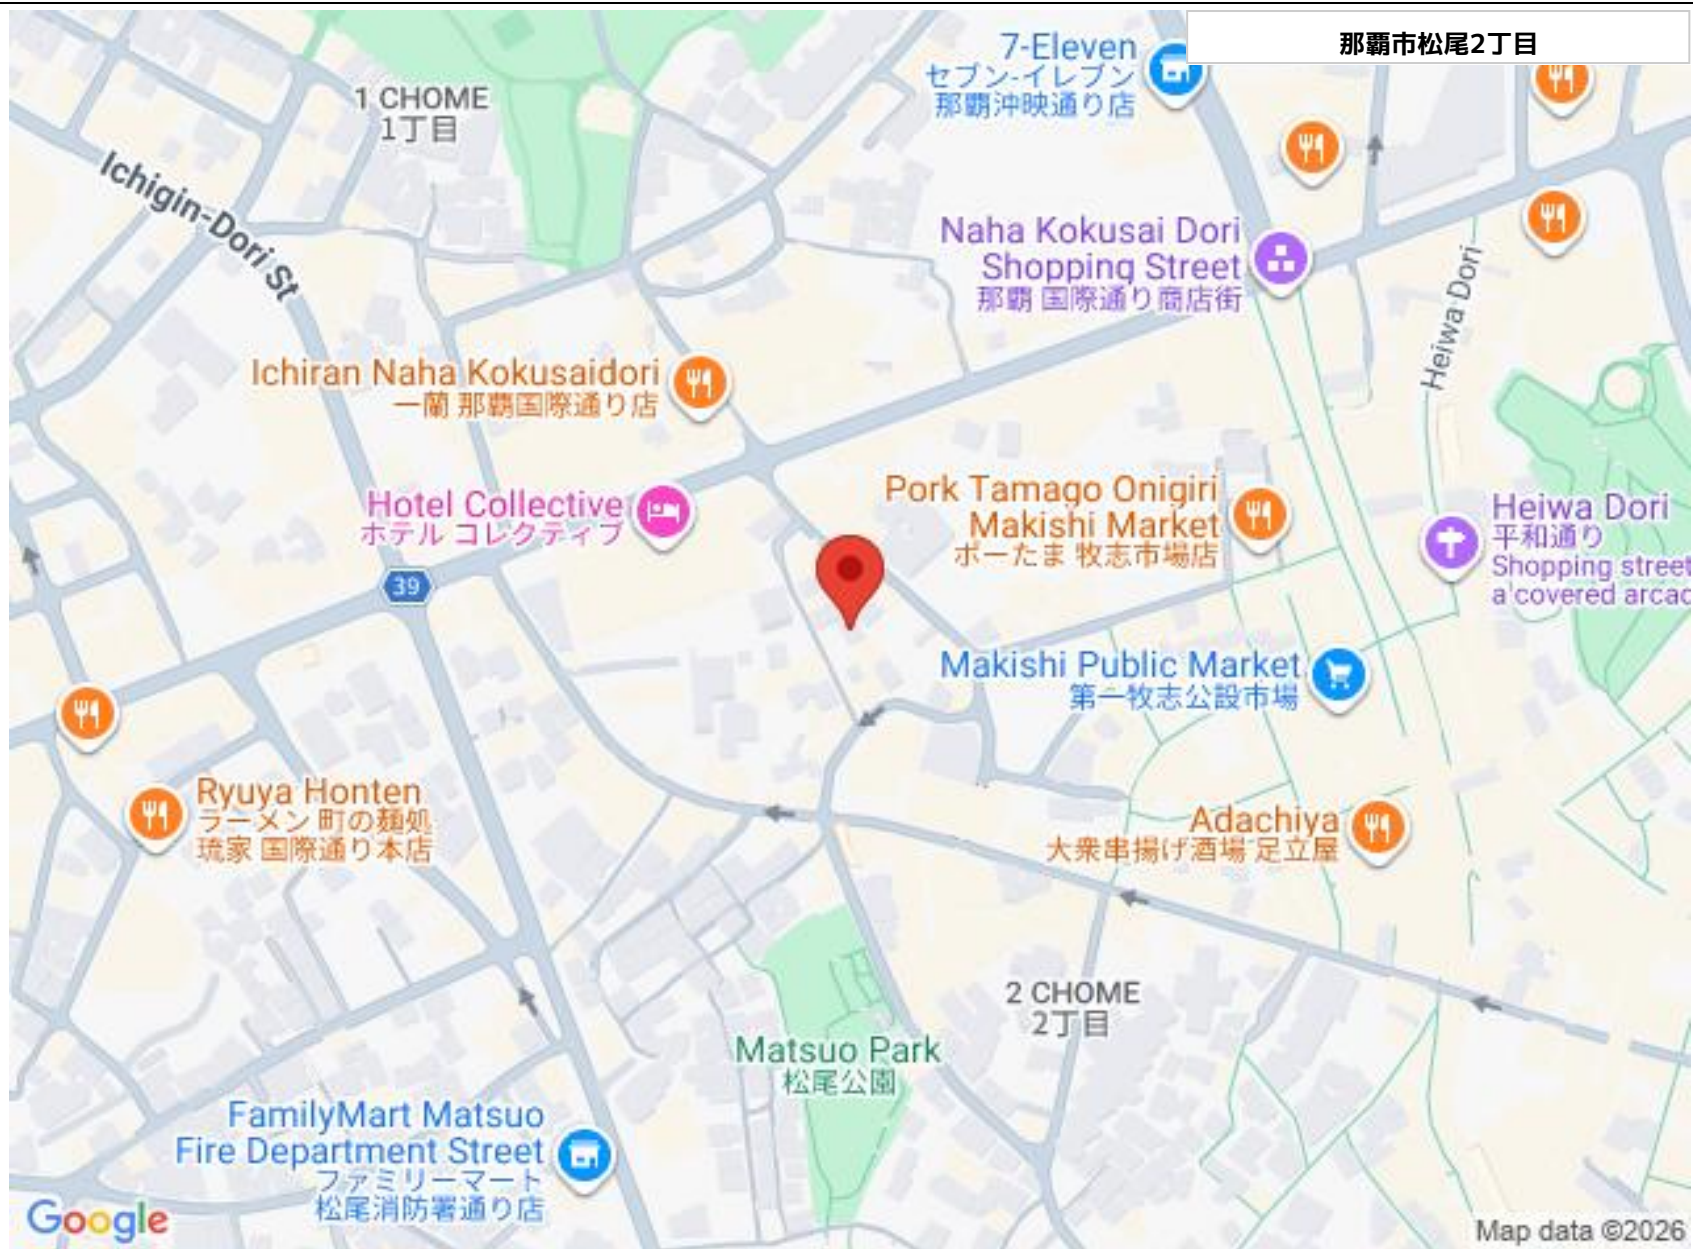 那覇市松尾2丁目
7-Eleven
セブン-イレブン
那覇沖映通り店
1 CHOME
1丁目
Ichigin-Dori St
Naha Kokusai Dori
Shopping Street
那覇 国際通り商店街
Heiwa Dori
Ichiran Naha Kokusaidori
一蘭 那覇国際通り店
Hotel Collective
ホテル コレクティブ
Pork Tamago Onigiri
Makishi Market
ポーたま 牧志市場店
Heiwa Dori
平和通り
Shopping street
a covered arcad
39
Makishi Public Market
第一牧志公設市場
Ryuya Honten
ラーメン 町の麺処
琉家 国際通り本店
Adachiya
大衆串揚げ酒場 足立屋
2 CHOME
2丁目
Matsuo Park
松尾公園
FamilyMart Matsuo
Fire Department Street
ファミリーマート
松尾消防署通り店
Google
Map data ©2026